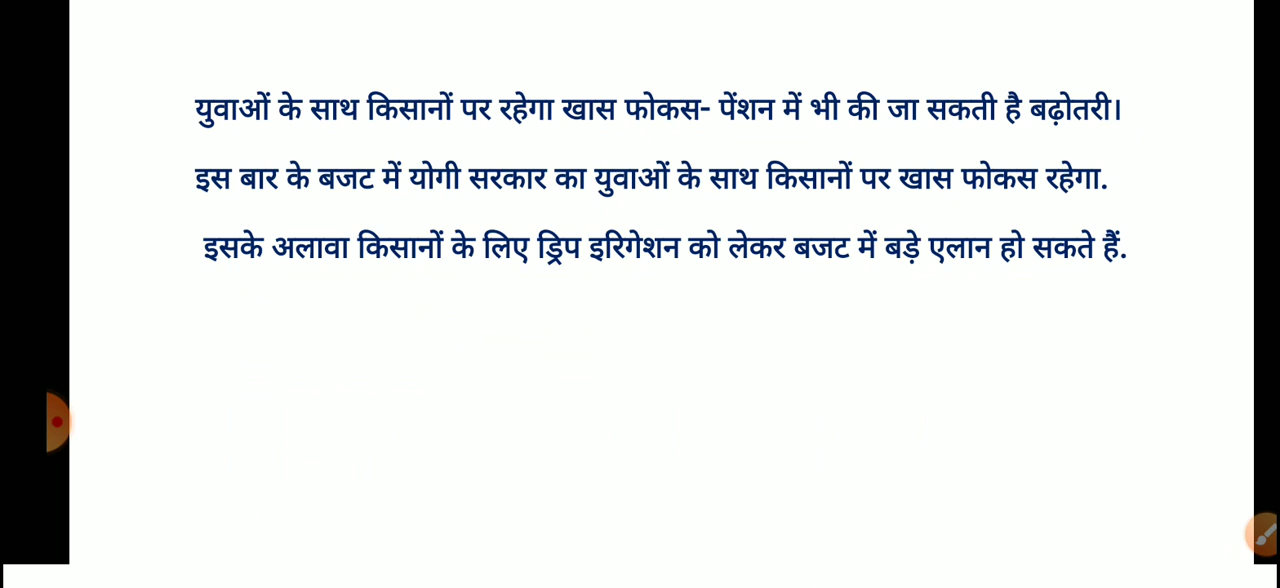 युवाओं के साथ किसानों पर रहेगा खास फोकस- पेंशन में भी की जा सकती है बढ़ोतरी।
इस बार के बजट में योगी सरकार का युवाओं के साथ किसानों पर खास फोकस रहेगा.
इसके अलावा किसानों के लिए ड्रिप इरिगेशन को लेकर बजट में बड़े एलान हो सकते हैं.